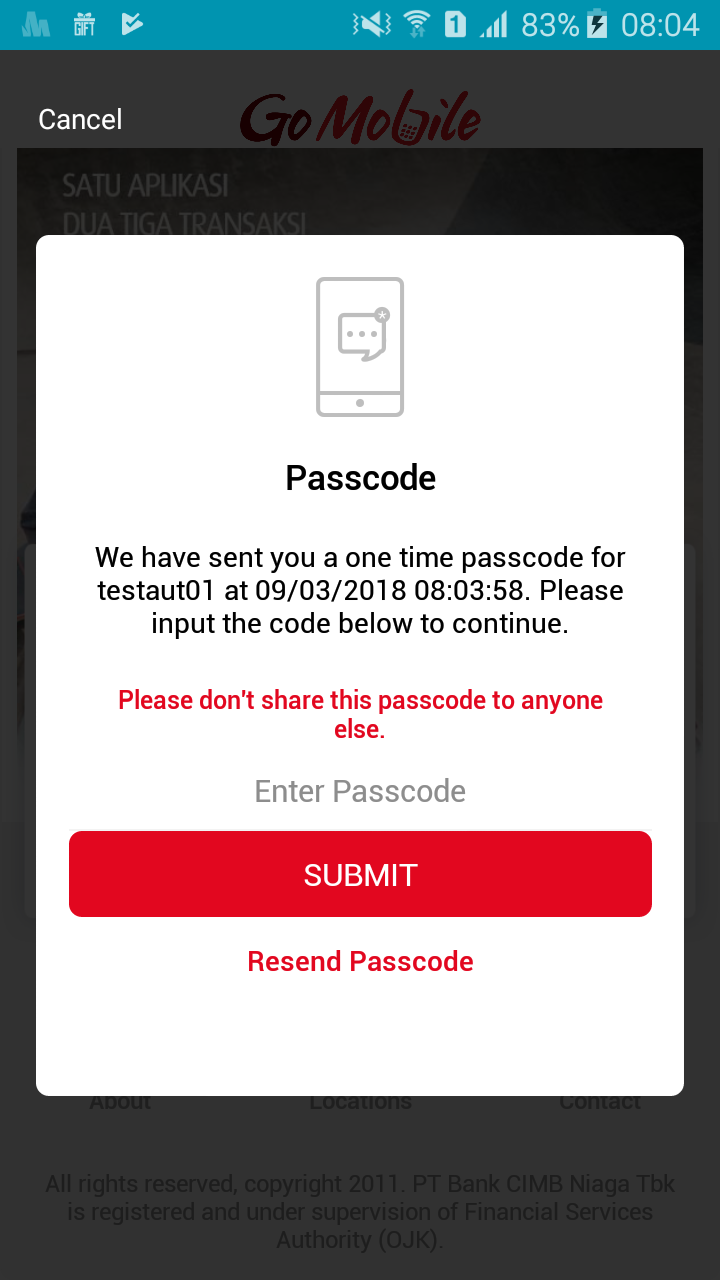 GIFT
1 83% 08:04
Cancel
Go Mobile
SATU APLIKASI
DUA TIGA TRANSAKSI
Passcode
We have sent you a one time passcode for
testaut01 at 09/03/2018 08:03:58. Please
input the code below to continue.
Please don't share this passcode to anyone
else.
Enter Passcode
SUBMIT
Resend Passcode
About Locations Contact
All rights reserved, copyright 2011. PT Bank CIMB Niaga Tbk
is registered and under supervision of Financial Services
Authority (OJK).